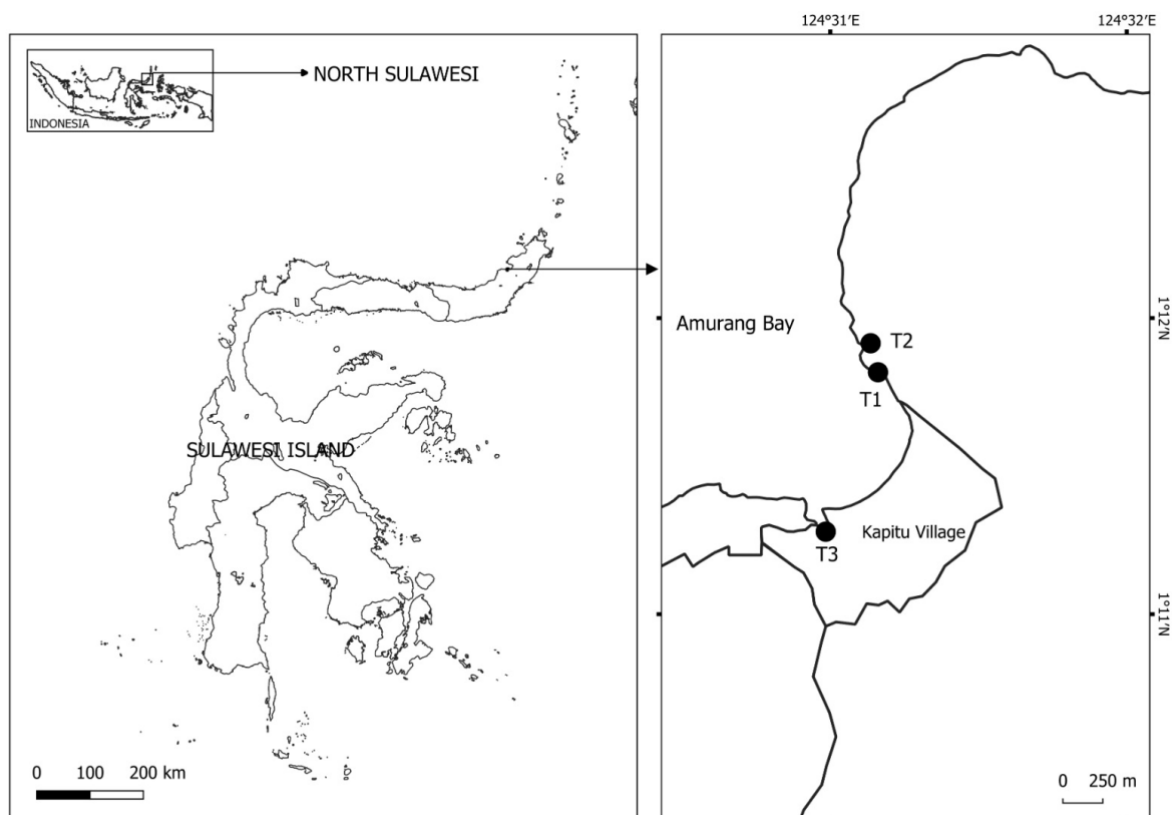 124°31'E
124°32'E
NORTH SULAWESI
INDONESIA
Amurang Bay
1°12'N
T2
T1
SULAWESI ISLAND
T3
Kapitu Village
1°11'N
0 100 200 km
0 250 m